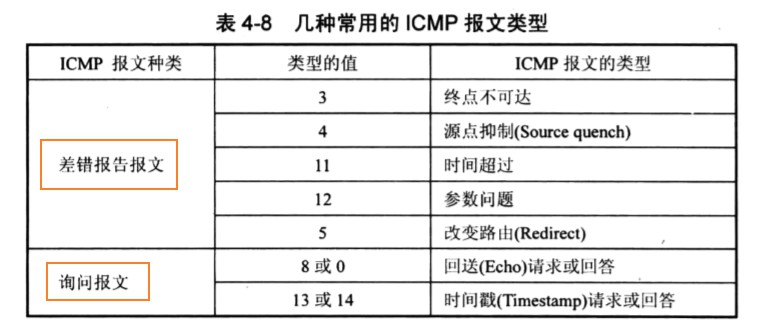 表 4-8 几种常用的 ICMP 报文类型
ICMP 报文种类 类型的值 ICMP 报文的类型
差错报告报文
3 终点不可达
4 源点抑制(Source quench)
11 时间超过
12 参数问题
5 改变路由(Redirect)
询问报文
8 或 0 回送(Echo)请求或回答
13 或 14 时间戳(Timestamp)请求或回答